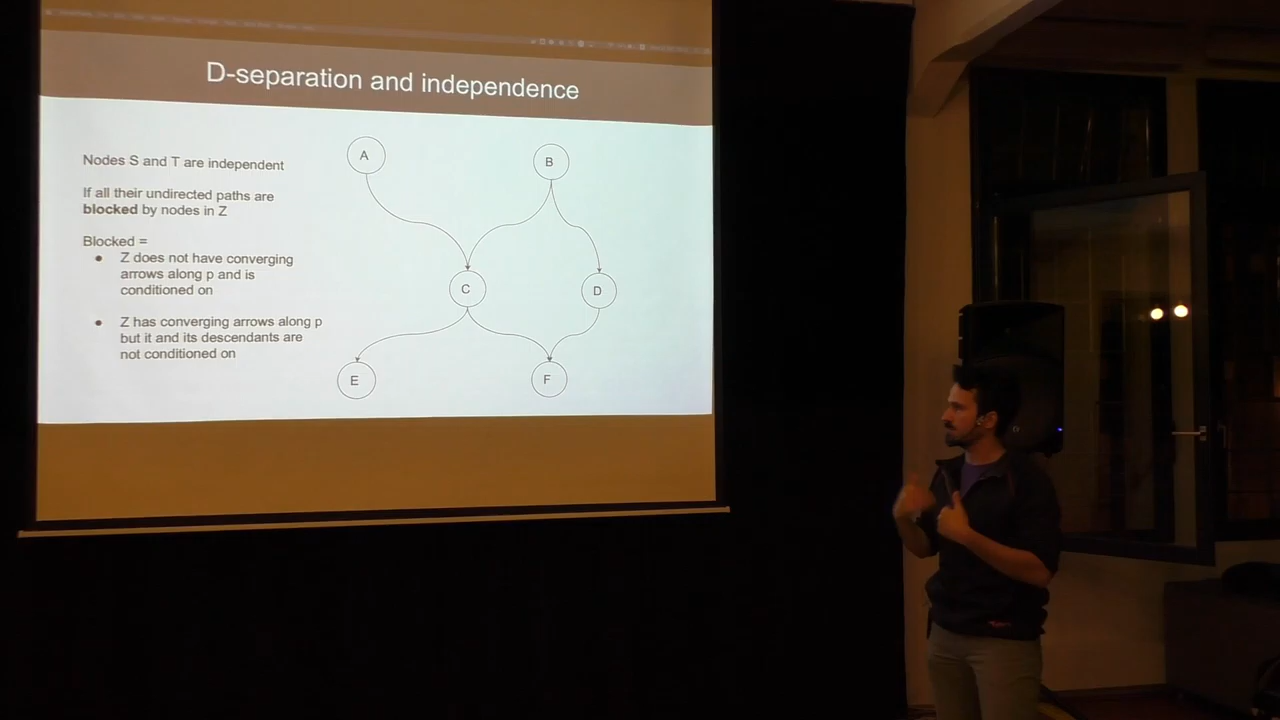 D-separation and independence
Nodes S and T are independent
If all their undirected paths are
blocked by nodes in Z
Blocked =
• Z does not have converging
arrows along p and is
conditioned on
• Z has converging arrows along p
but it and its descendants are
not conditioned on
A
B
C
D
E
F